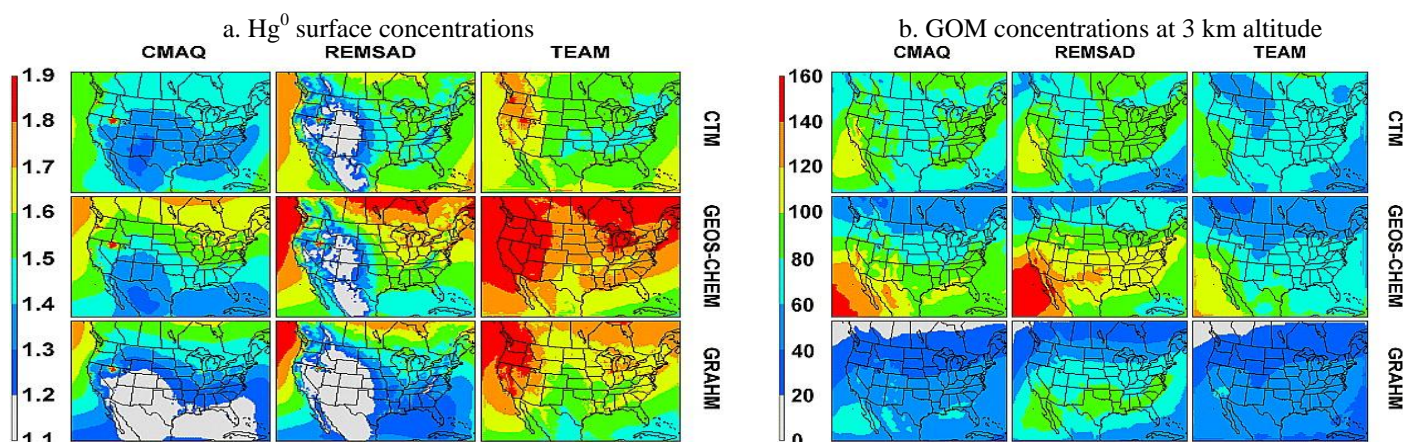 a. Hg⁰ surface concentrations
CMAQ REMSAD TEAM
1.9
1.8
1.7
1.6
1.5
1.4
1.3
1.2
1.1
CTM
GEOS-CHEM
GRAHM
b. GOM concentrations at 3 km altitude
CMAQ REMSAD TEAM
160
140
120
100
80
60
40
20
0
CTM
GEOS-CHEM
GRAHM